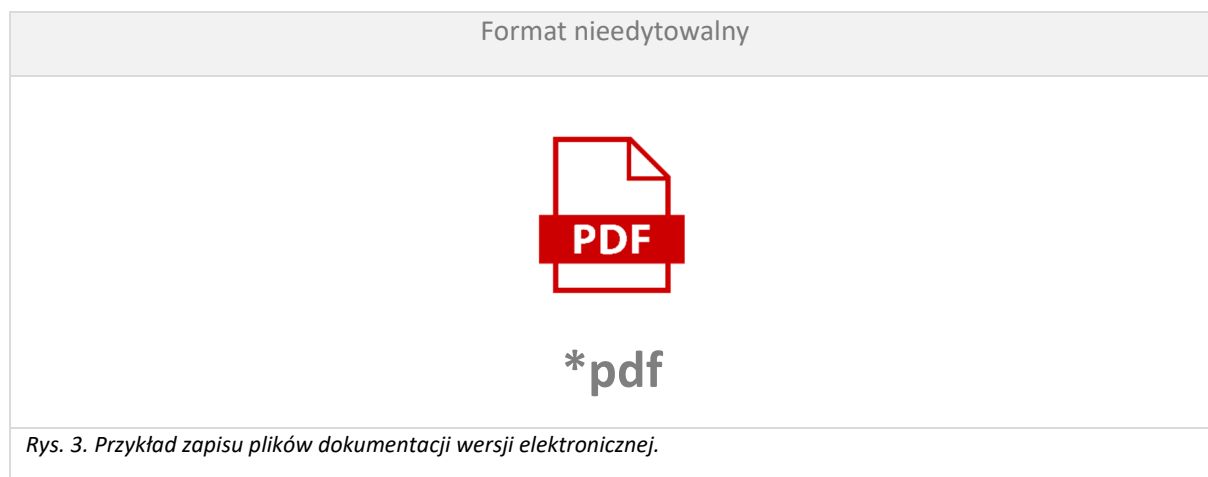 Format nieedytowalny
PDF
*pdf
Rys. 3. Przykład zapisu plików dokumentacji wersji elektronicznej.